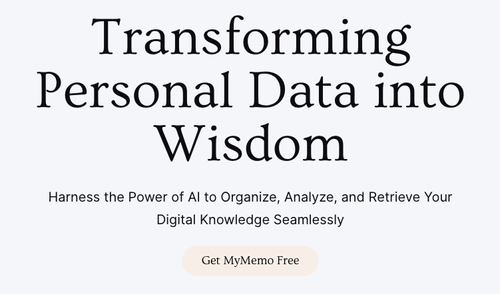 Transforming
Personal Data into
Wisdom
Harness the Power of AI to Organize, Analyze, and Retrieve Your
Digital Knowledge Seamlessly
Get MyMemo Free